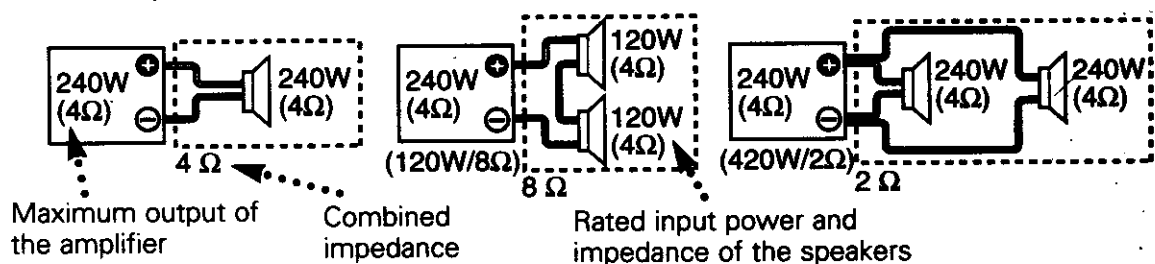 240W
(4Ω)
+
−
240W
(4Ω)
4 Ω
Maximum output of
the amplifier
Combined
impedance
240W
(4Ω)
+
−
(120W/8Ω)
120W
(4Ω)
120W
(4Ω)
8 Ω
Rated input power and
impedance of the speakers
240W
(4Ω)
+
−
(420W/2Ω)
240W
(4Ω)
240W
(4Ω)
2 Ω